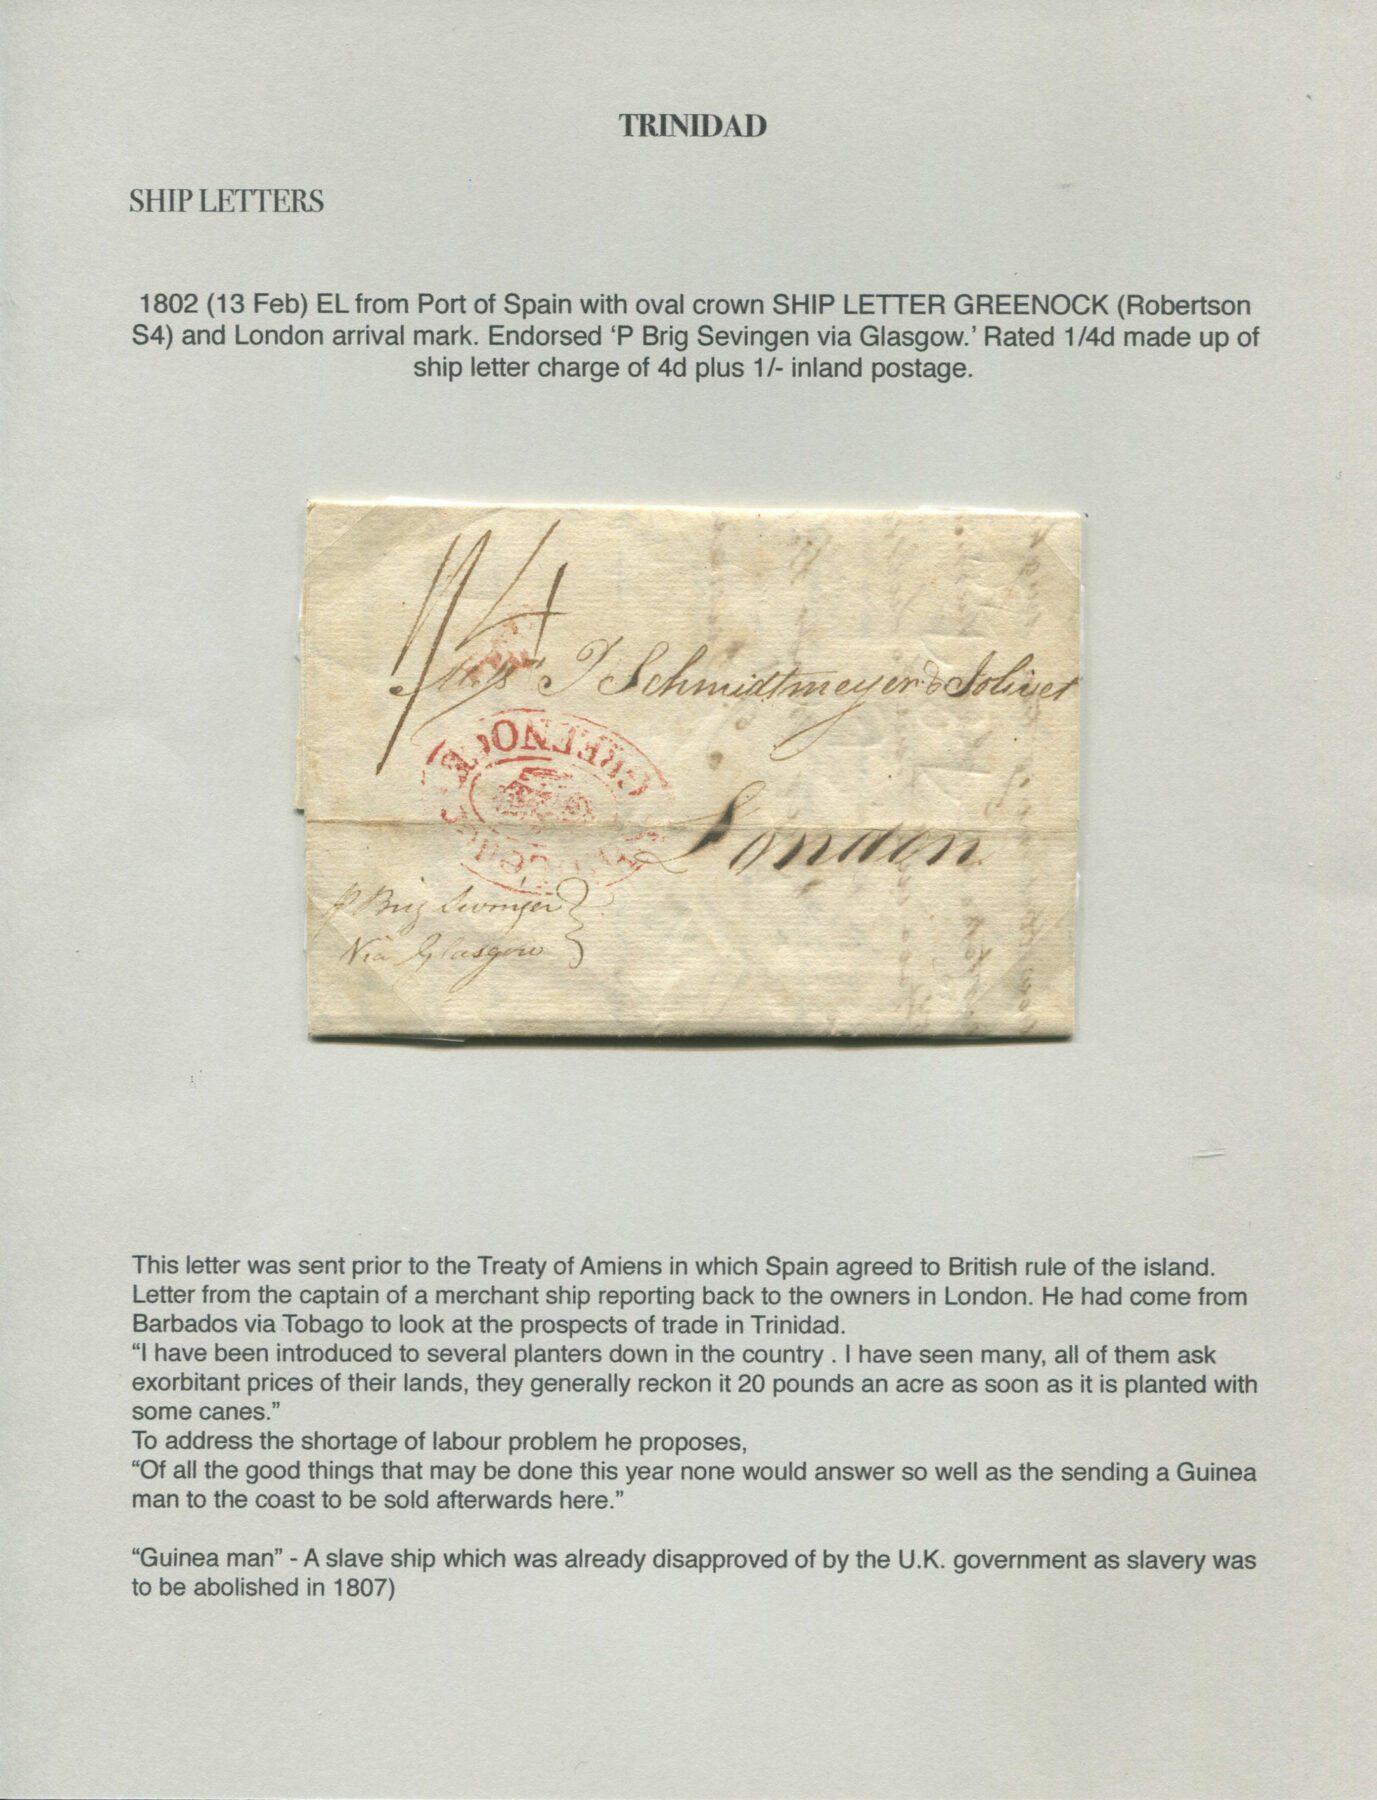 TRINIDAD
SHIP LETTERS
1802 (13 Feb) EL from Port of Spain with oval crown SHIP LETTER GREENOCK (Robertson
S4) and London arrival mark. Endorsed ‘P Brig Sevingen via Glasgow.’ Rated 1/4d made up of
ship letter charge of 4d plus 1/- inland postage.
1/4
Mess.rs P Schmidtmeyer & Jolivet
GREENOCK
London
P Brig
Via Glasgow
This letter was sent prior to the Treaty of Amiens in which Spain agreed to British rule of the island.
Letter from the captain of a merchant ship reporting back to the owners in London. He had come from
Barbados via Tobago to look at the prospects of trade in Trinidad.
“I have been introduced to several planters down in the country . I have seen many, all of them ask
exorbitant prices of their lands, they generally reckon it 20 pounds an acre as soon as it is planted with
some canes.”
To address the shortage of labour problem he proposes,
“Of all the good things that may be done this year none would answer so well as the sending a Guinea
man to the coast to be sold afterwards here.”
“Guinea man” - A slave ship which was already disapproved of by the U.K. government as slavery was
to be abolished in 1807)